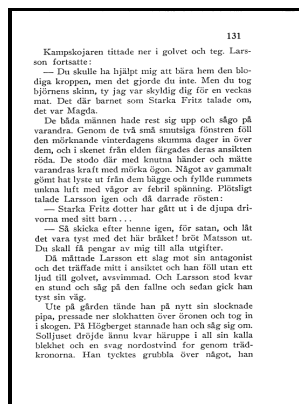 131
Kampskojaren tittade ner i golvet och teg. Lars-
son fortsatte:
— Du skulle ha hjälpt mig att bära hem den blo-
diga kroppen, men det gjorde du inte. Men du tog
björnens skinn, ty jag var skyldig dig för en veckas
mat. Det där barnet som Starka Fritz talade om,
det var Magda.
De båda männen hade rest sig upp och sågo på
varandra. Genom de två små smutsiga fönstren föll
den mörknande vinterdagens skumma dager in över
dem, och i skenet från elden färgades deras ansikten
röda. De stodo där med knutna händer och mätte
varandras kraft med mörka ögon. Något av gammalt
gömt hat lyste ut från dem bägge och fyllde rummets
unkna luft med vågor av febril spänning. Plötsligt
talade Larsson igen och då darrade rösten:
— Starka Fritz dotter har gått ut i de djupa dri-
vorna med sitt barn . . .
— Så skicka efter henne igen, för satan, och låt
det vara tyst med det här bråket! bröt Matsson ut.
Du skall få pengar av mig till alla utgifter.
Då måttade Larsson ett slag mot sin antagonist
och det träffade mitt i ansiktet och han föll utan ett
ljud till golvet, avsvimmad. Och Larsson stod kvar
en stund och såg på den fallne och sedan gick han
tyst sin väg.
Ute på gården tände han på nytt sin slocknade
pipa, pressade ner slokhatten över öronen och tog in
i skogen. På Högberget stannade han och såg sig om.
Solljuset dröjde ännu kvar häruppe i all sin kalla
blekhet och en svag nordostvind for genom träd-
kronorna. Han tycktes grubbla över något, han